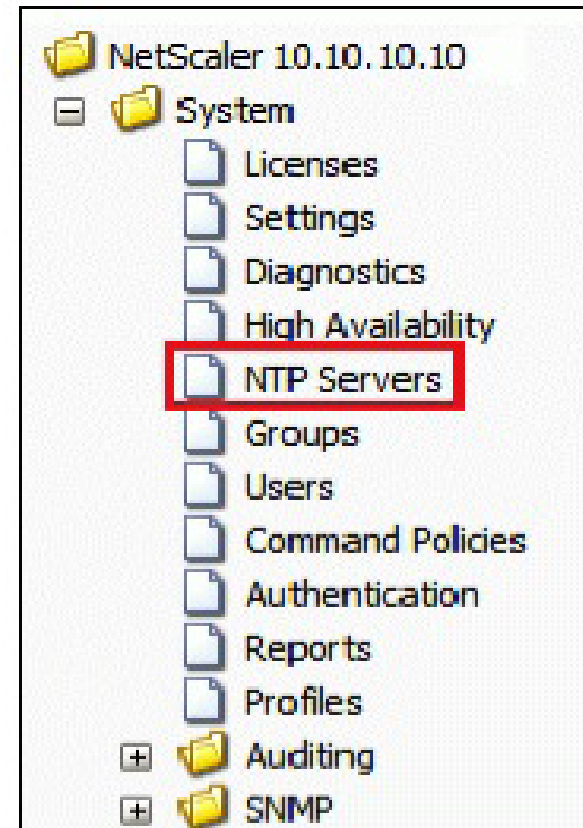 NetScaler 10.10.10.10
System
Licenses
Settings
Diagnostics
High Availability
NTP Servers
Groups
Users
Command Policies
Authentication
Reports
Profiles
Auditing
SNMP